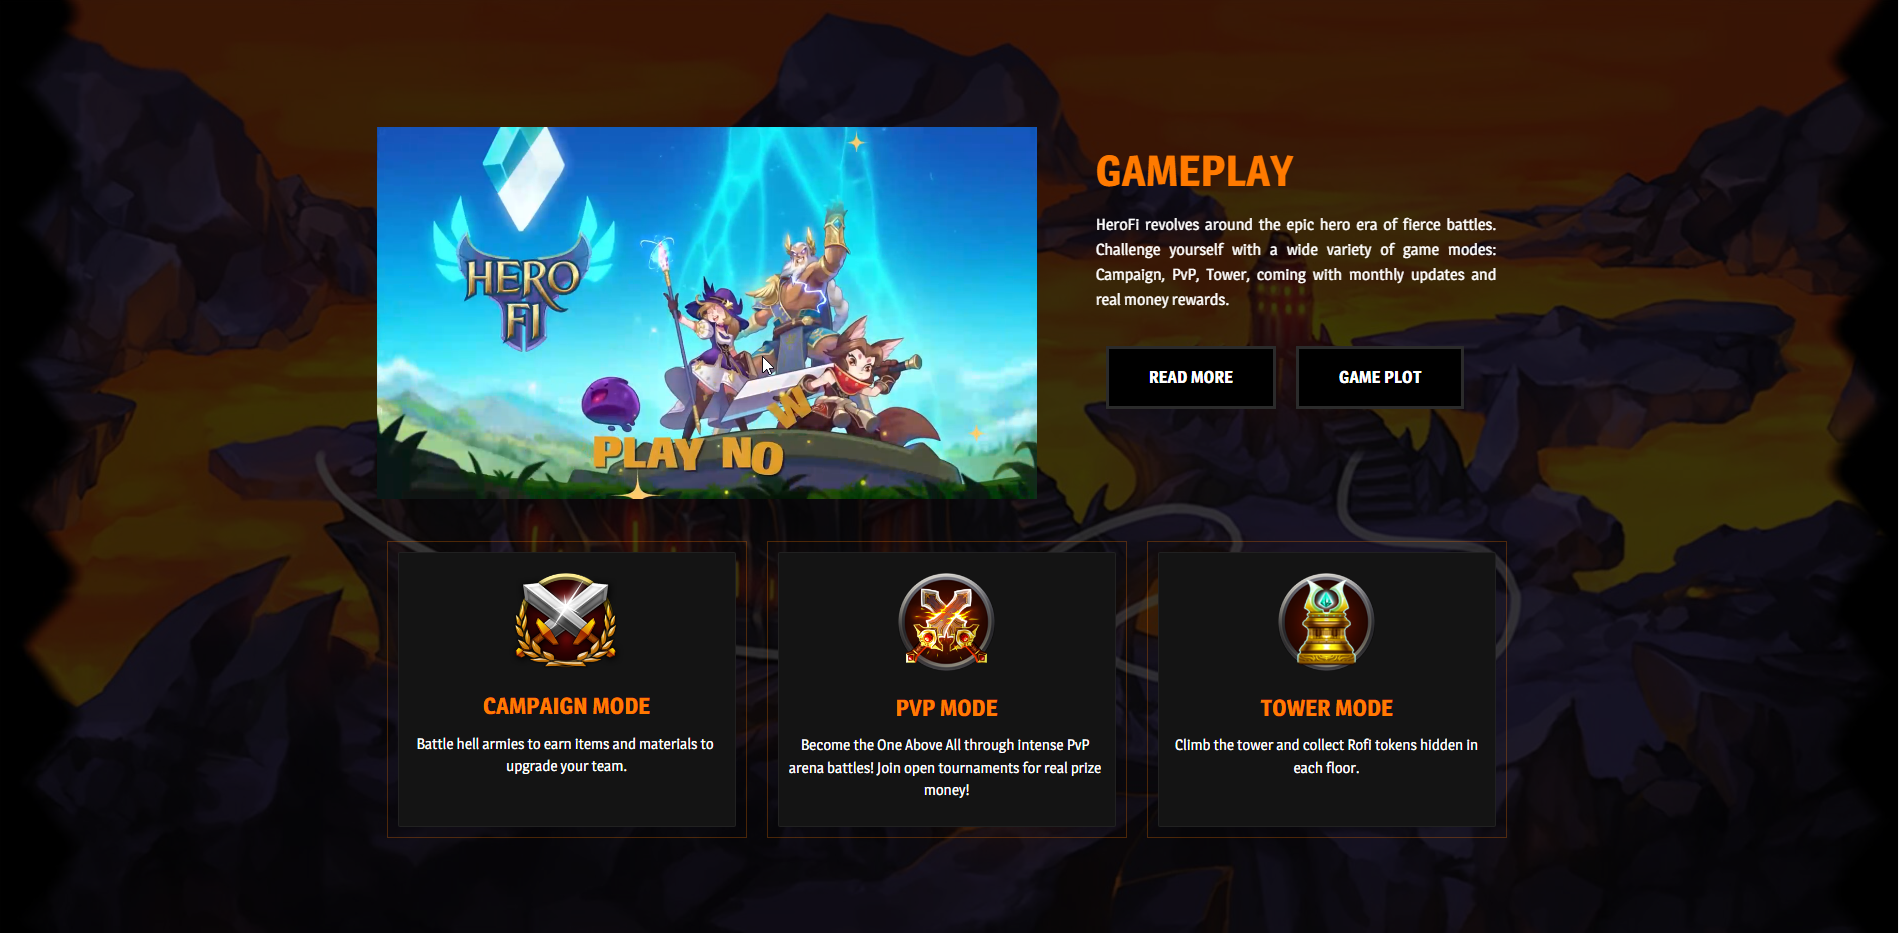 HERO
FI
PLAY NOW
GAMEPLAY
HeroFi revolves around the epic hero era of fierce battles.
Challenge yourself with a wide variety of game modes:
Campaign, PvP, Tower, coming with monthly updates and
real money rewards.
READ MORE
GAME PLOT
CAMPAIGN MODE
Battle hell armies to earn items and materials to
upgrade your team.
PVP MODE
Become the One Above All through intense PvP
arena battles! Join open tournaments for real prize
money!
TOWER MODE
Climb the tower and collect Rofi tokens hidden in
each floor.